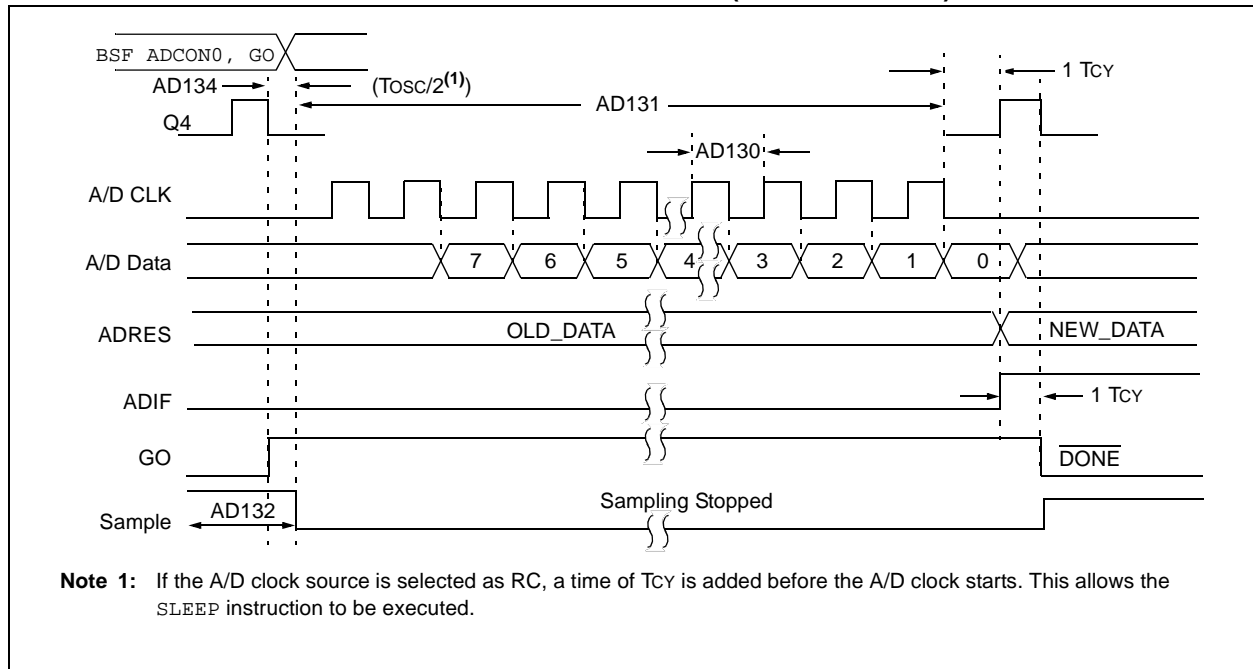 BSF ADCON0, GO
AD134 (TOSC/2(1)) 1 TCY
AD131
Q4
AD130
A/D CLK
A/D Data 7 6 5 4 3 2 1 0
ADRES OLD_DATA NEW_DATA
ADIF 1 TCY
GO DONE
Sample AD132 Sampling Stopped
Note 1: If the A/D clock source is selected as RC, a time of TCY is added before the A/D clock starts. This allows the
SLEEP instruction to be executed.